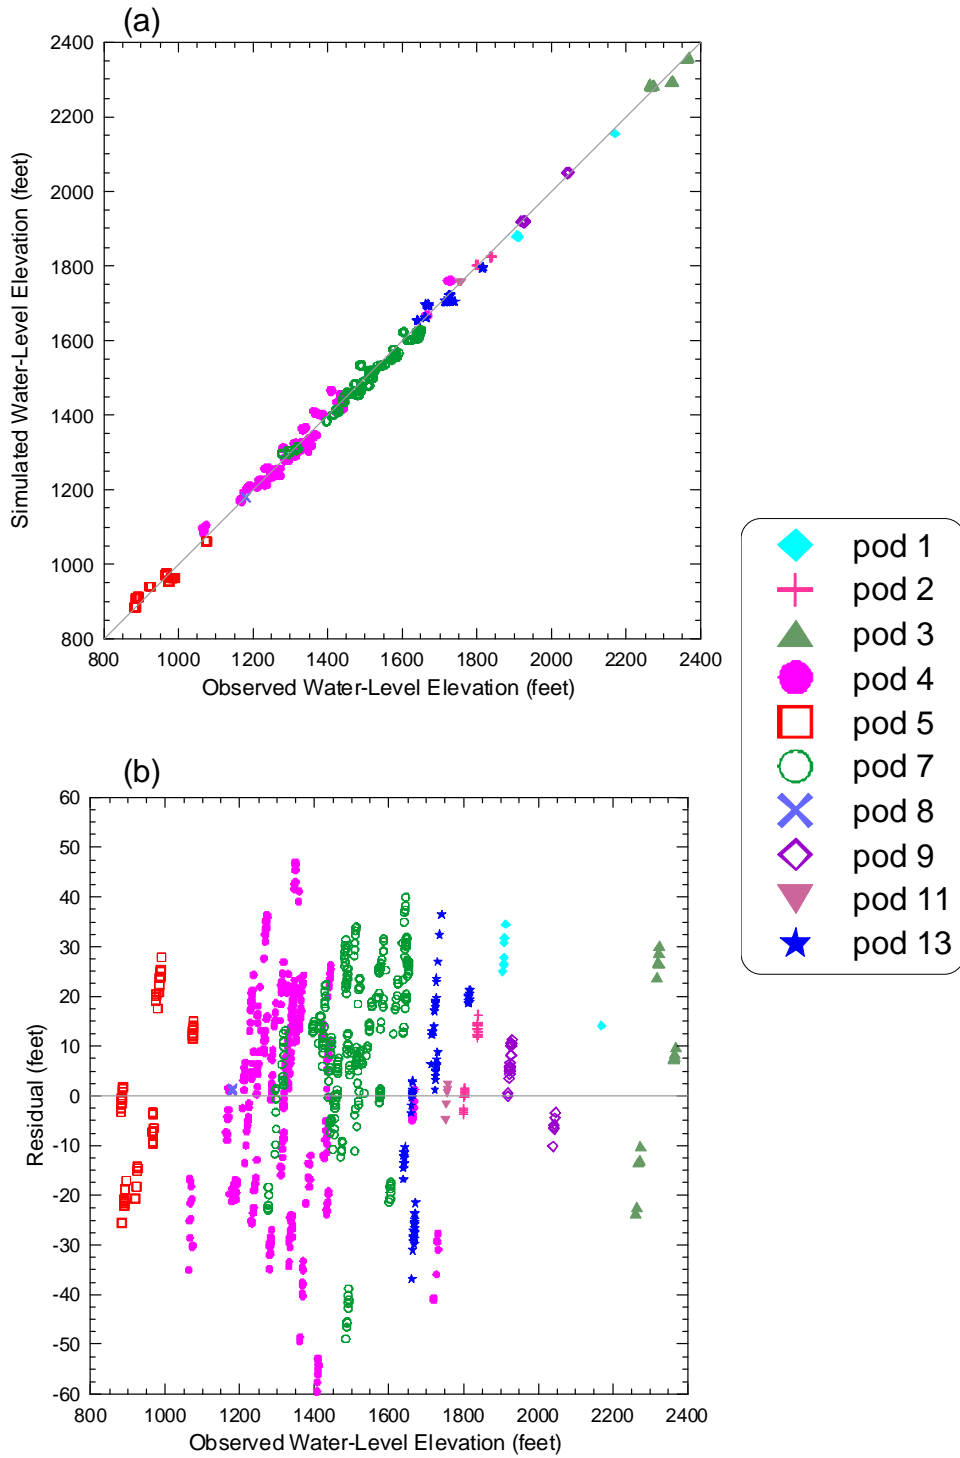 (a)
2400
2200
2000
1800
1600
1400
1200
1000
800
Simulated Water-Level Elevation (feet)
800 1000 1200 1400 1600 1800 2000 2200 2400
Observed Water-Level Elevation (feet)
pod 1
pod 2
pod 3
pod 4
pod 5
pod 7
pod 8
pod 9
pod 11
pod 13
(b)
60
50
40
30
20
10
0
-10
-20
-30
-40
-50
-60
Residual (feet)
800 1000 1200 1400 1600 1800 2000 2200 2400
Observed Water-Level Elevation (feet)